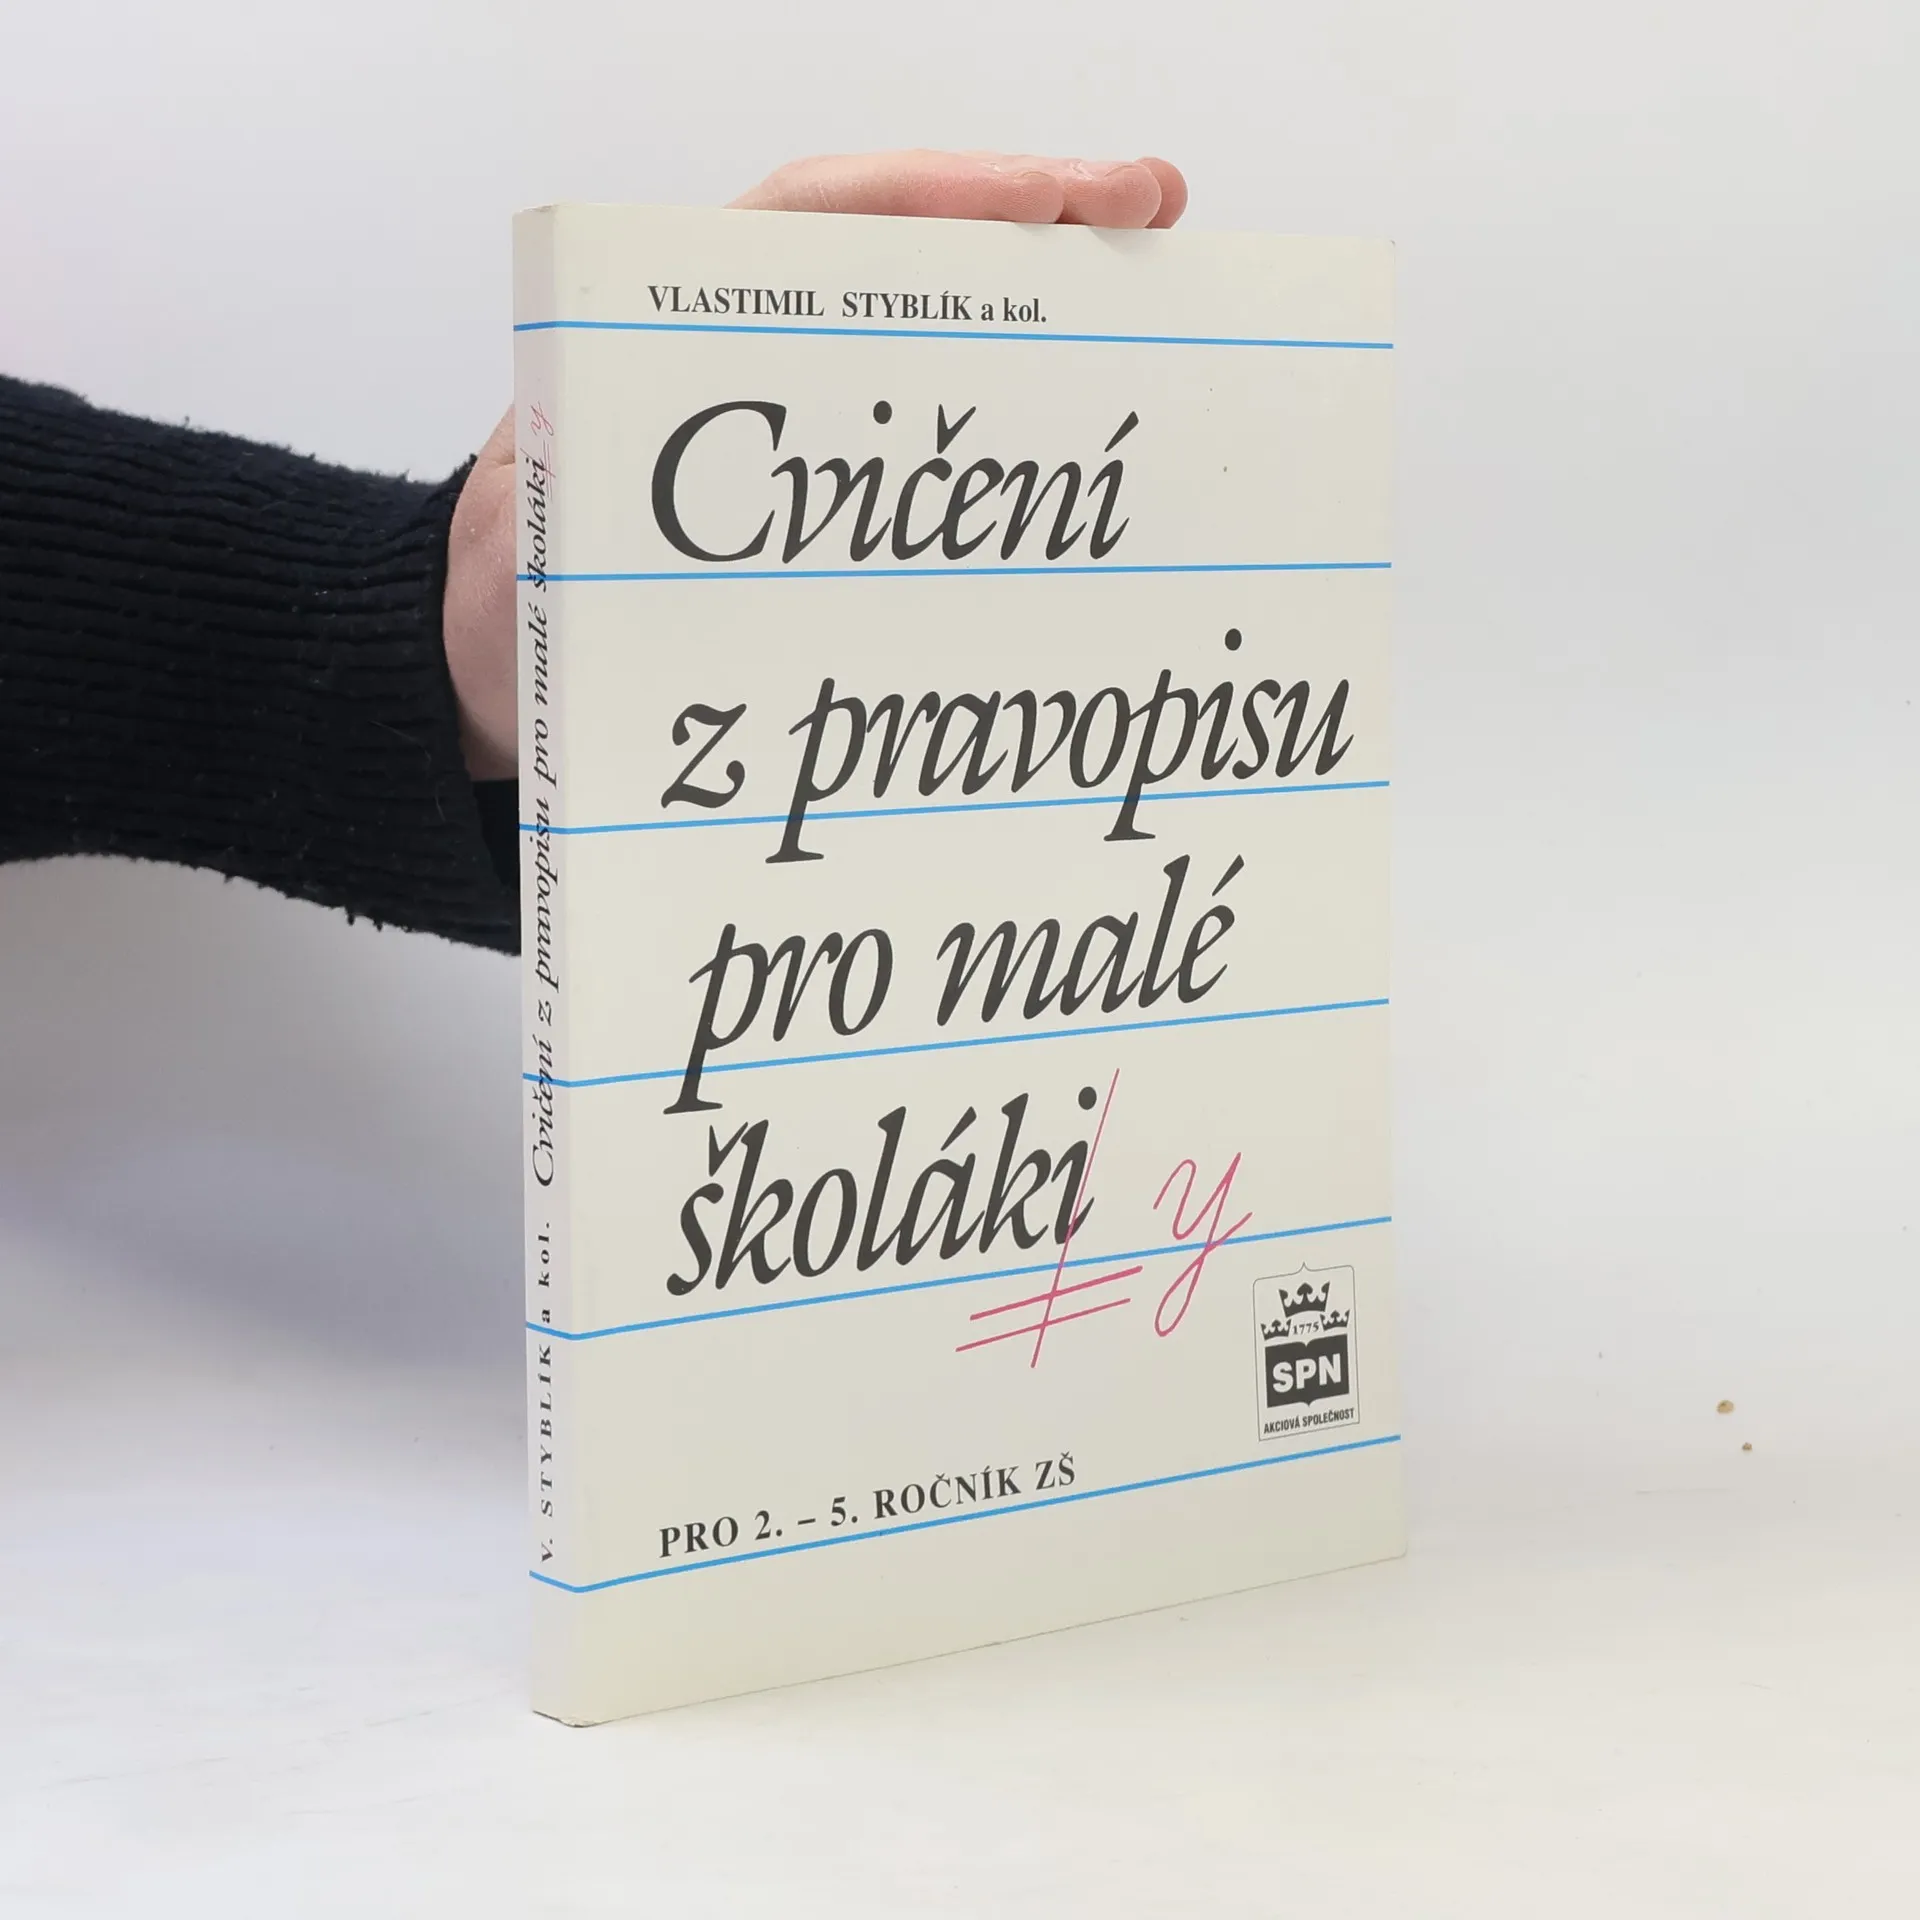 VLASTIMIL STYBLÍK a kol.
Cvičení
z pravopisu
pro malé
školáki y
1775
SPN
AKCIOVÁ SPOLEČNOST
PRO 2. – 5. ROČNÍK ZŠ
V. STYBLÍK a kol. Cvičení z pravopisu pro malé školáki y